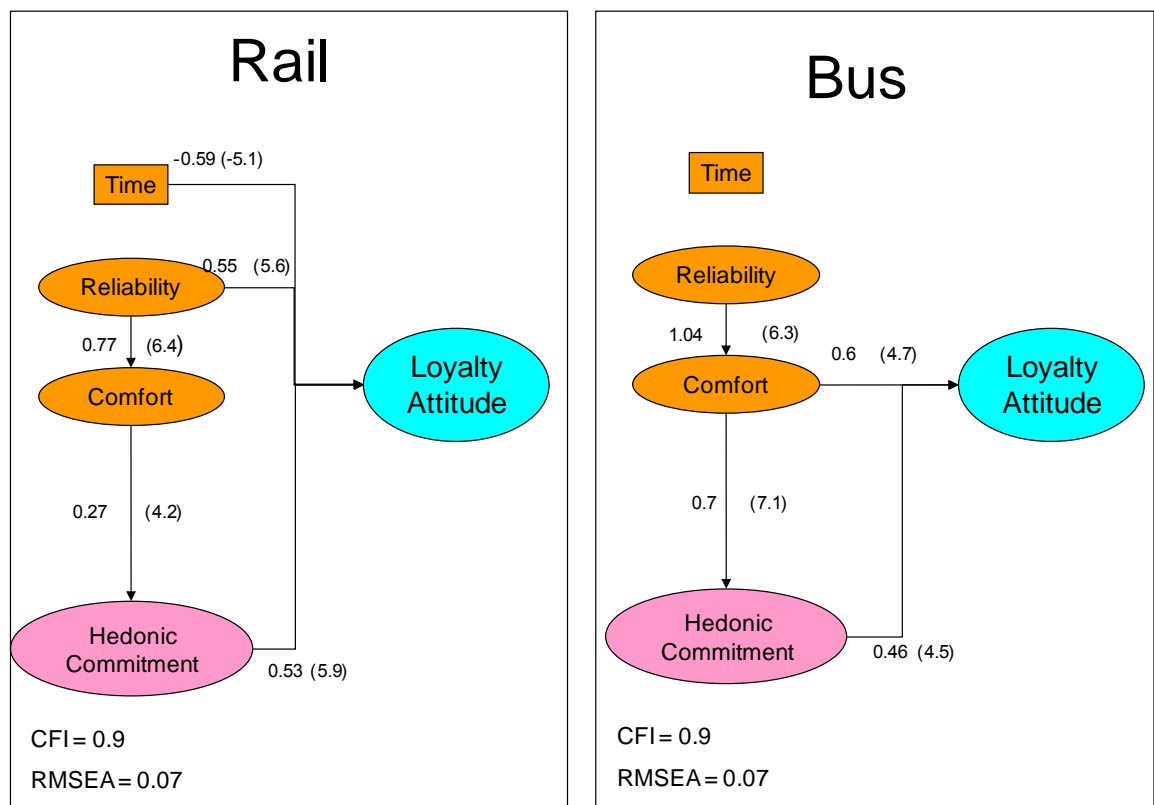 Rail
-0.59 (-5.1)
Time
0.55 (5.6)
Reliability
0.77 (6.4)
Comfort
Loyalty
Attitude
0.27 (4.2)
Hedonic
Commitment
0.53 (5.9)
CFI = 0.9
RMSEA = 0.07
Bus
Time
Reliability
1.04 (6.3)
0.6 (4.7)
Comfort
Loyalty
Attitude
0.7 (7.1)
Hedonic
Commitment
0.46 (4.5)
CFI = 0.9
RMSEA = 0.07